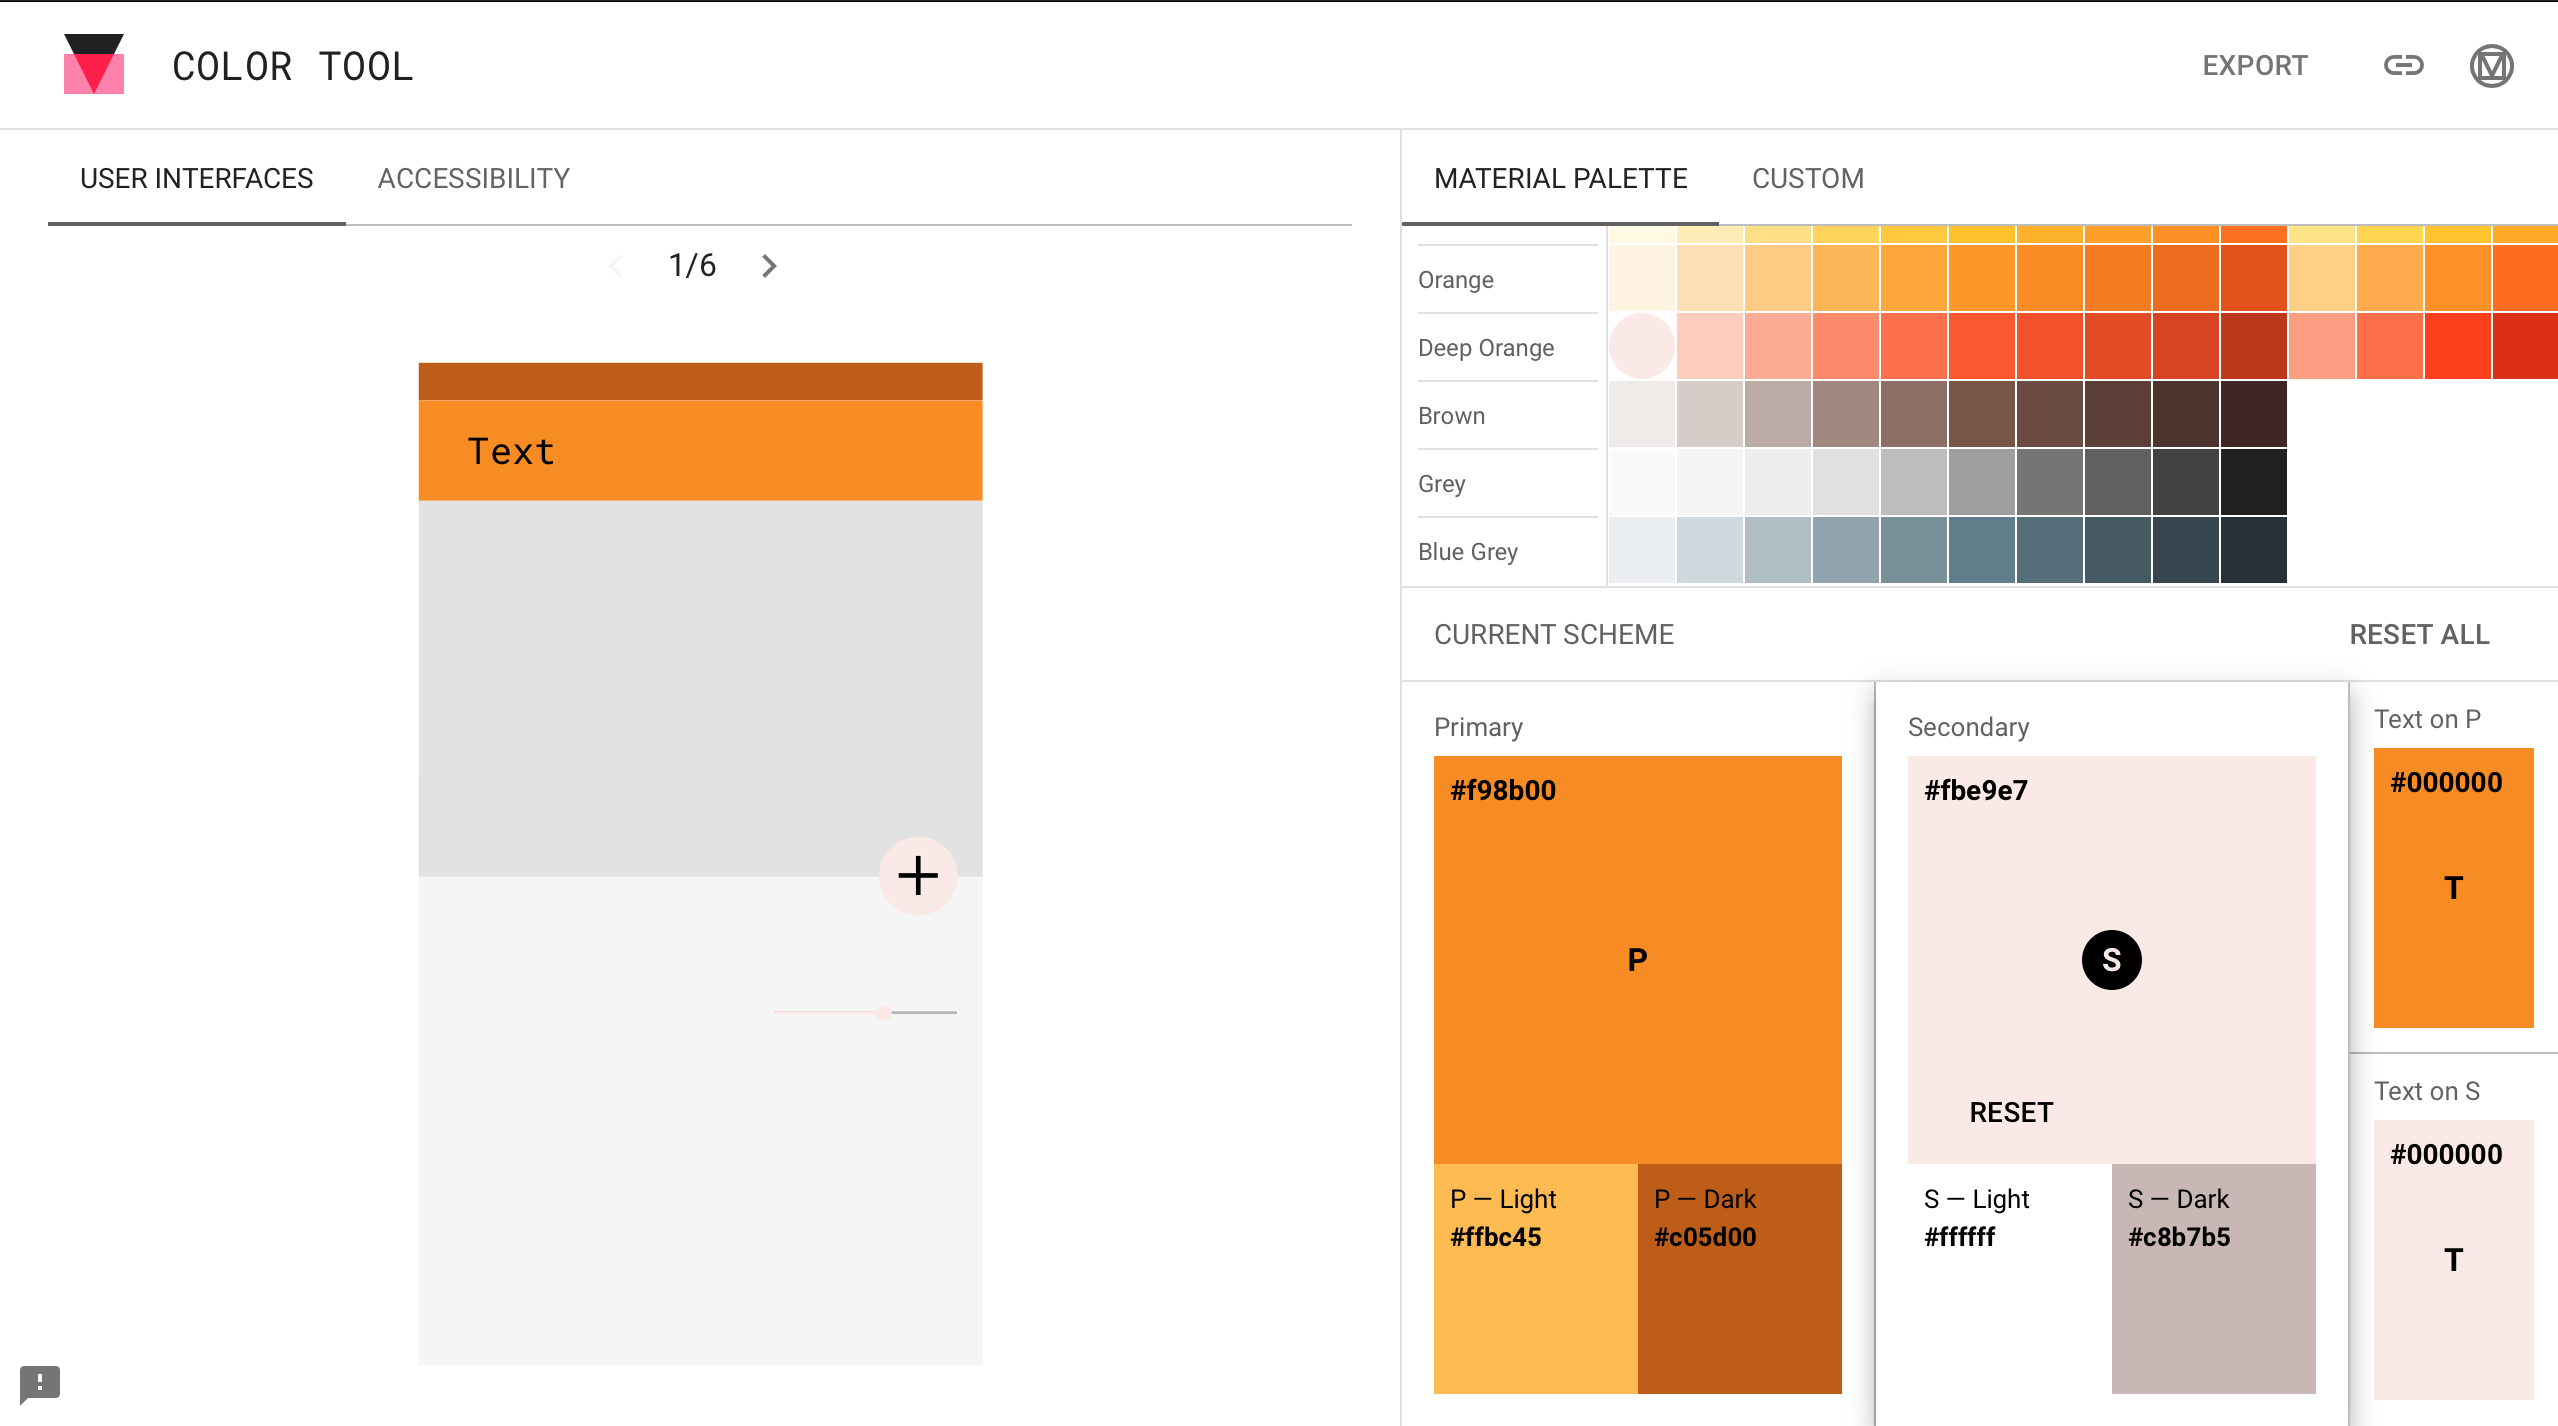 COLOR TOOL
EXPORT
USER INTERFACES
ACCESSIBILITY
MATERIAL PALETTE
CUSTOM
1/6
Text
Orange
Deep Orange
Brown
Grey
Blue Grey
CURRENT SCHEME
RESET ALL
Primary
#f98b00
P
P — Light
#ffbc45
P — Dark
#c05d00
Secondary
#fbe9e7
S
RESET
S — Light
#ffffff
S — Dark
#c8b7b5
Text on P
#000000
T
Text on S
#000000
T